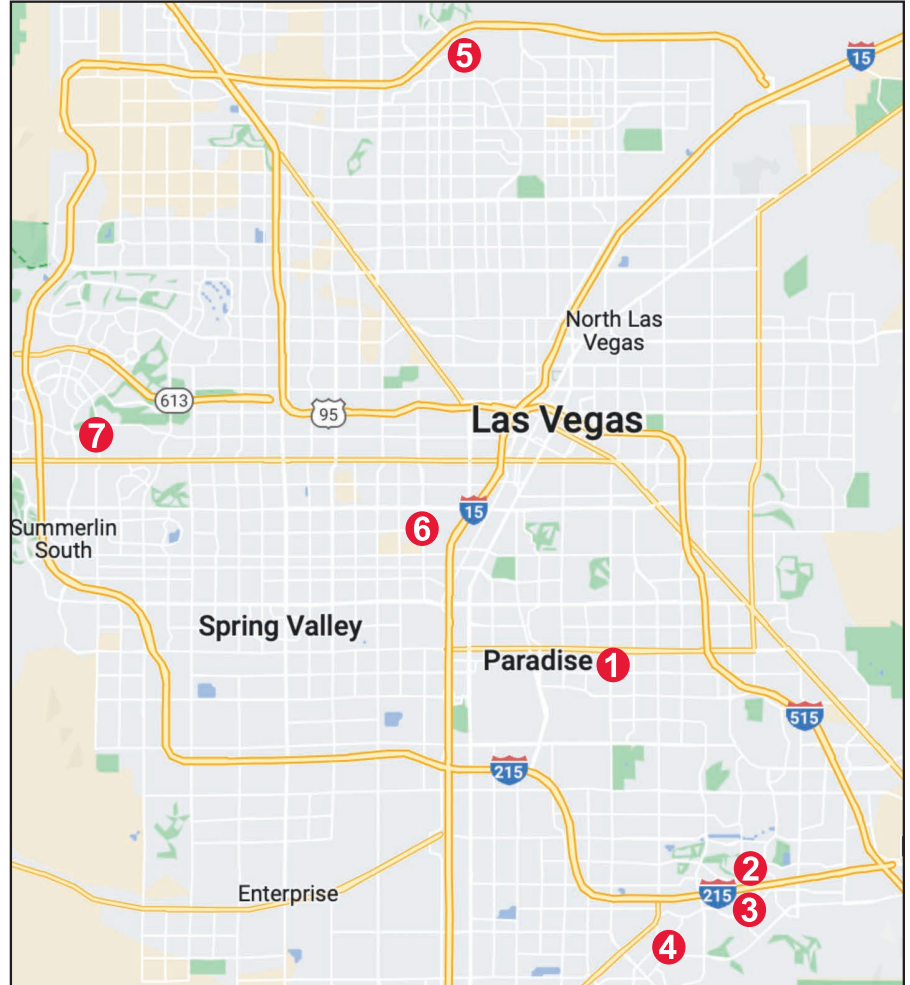 5
15
North Las
Vegas
613
95
Las Vegas
7
15
6
Summerlin
South
Spring Valley
Paradise
1
515
215
2
Enterprise
215
3
4